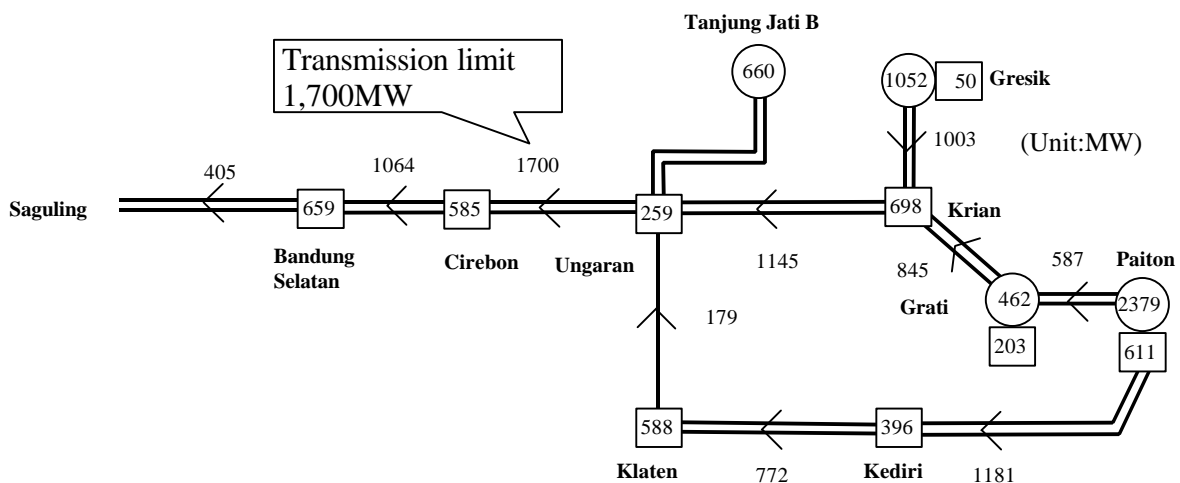 Tanjung Jati B
Transmission limit
1,700MW
660
1052
50
Gresik
1003
(Unit:MW)
405
1064
1700
Saguling
659
585
259
698
Krian
Bandung
Selatan
Cirebon
Ungaran
1145
845
587
Paiton
Grati
462
2379
179
203
611
588
396
Klaten
772
Kediri
1181